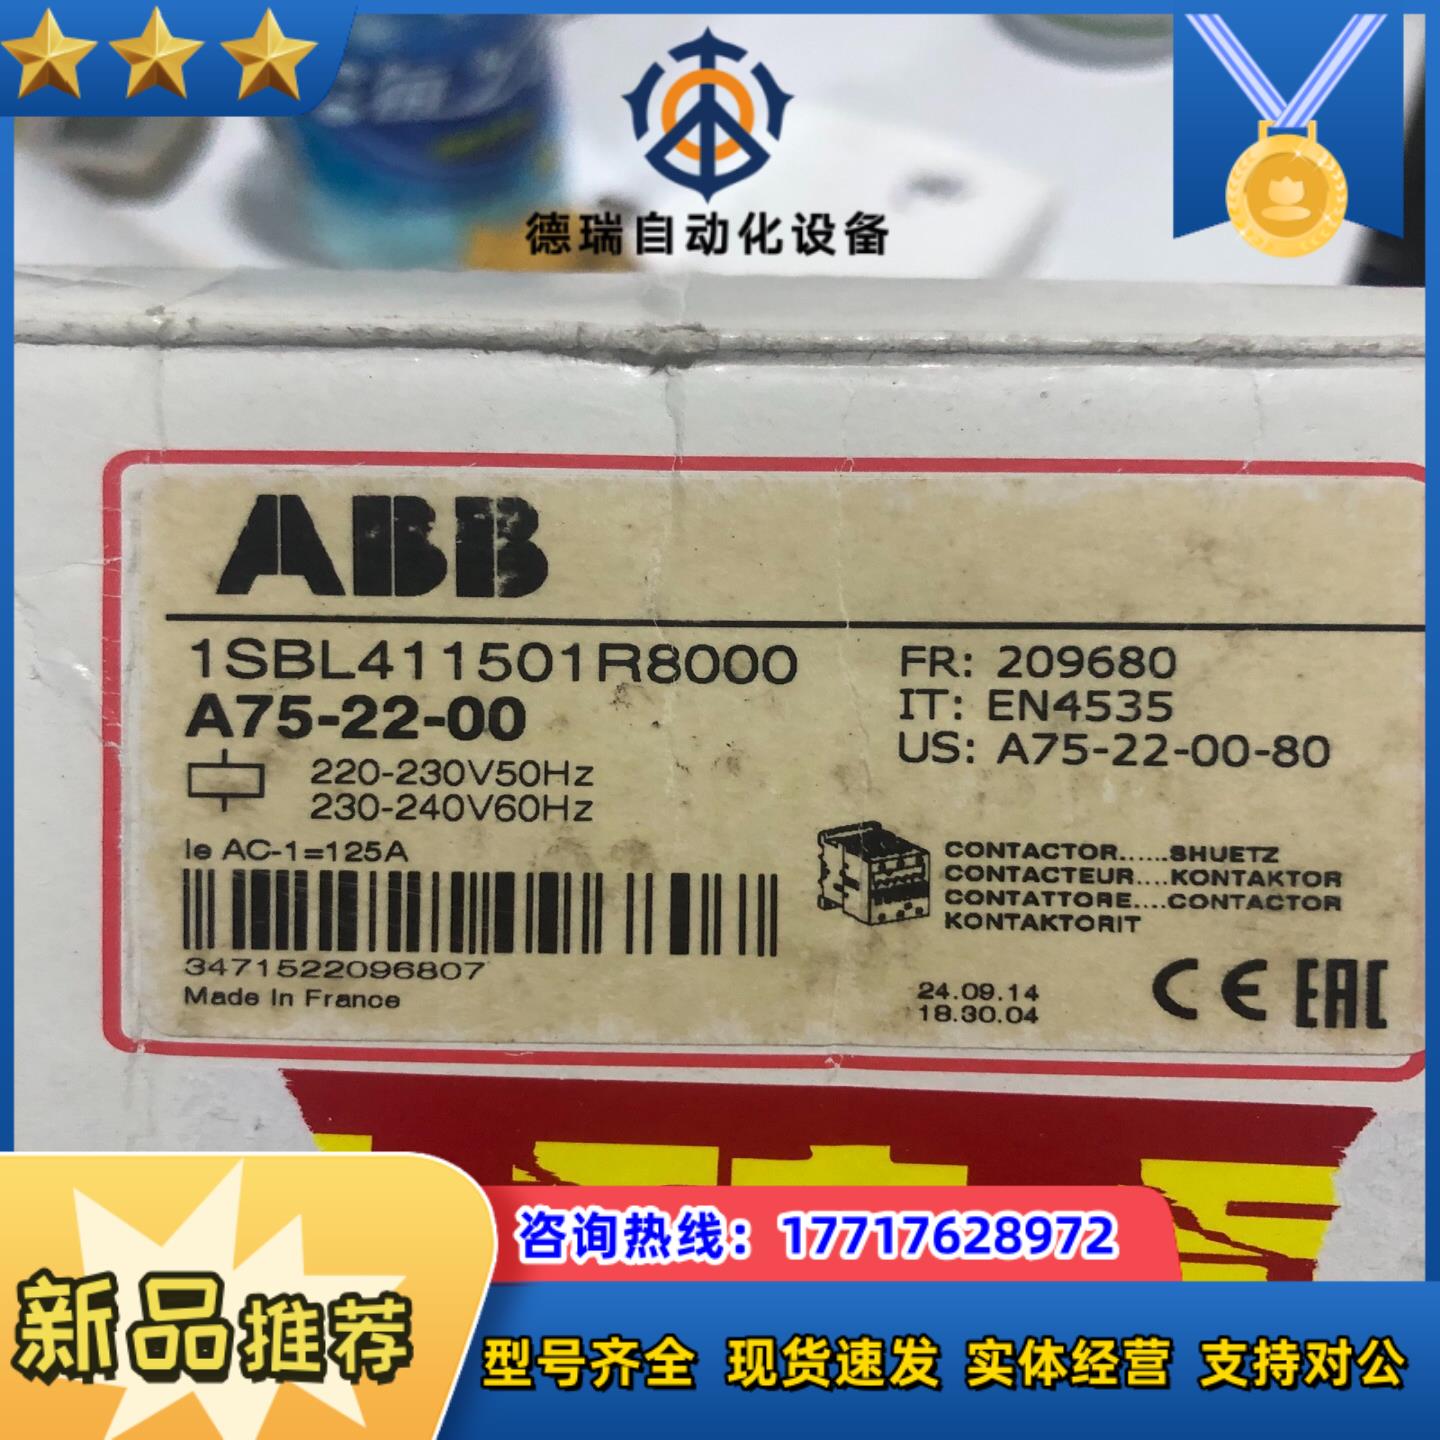 德瑞自动化设备
ABB
1SBL411501R8000
A75-22-00
220-230V50Hz
230-240V60Hz
Ie AC-1=125A
3471522096807
Made In France
FR: 209680
IT: EN4535
US: A75-22-00-80
CONTACTOR......SHUETZ
CONTACTEUR....KONTAKTOR
CONTATTORE....CONTACTOR
KONTAKTORIT
24.09.14
18.30.04
CE EAC
咨询热线：17717628972
新品推荐
型号齐全 现货速发 实体经营 支持对公